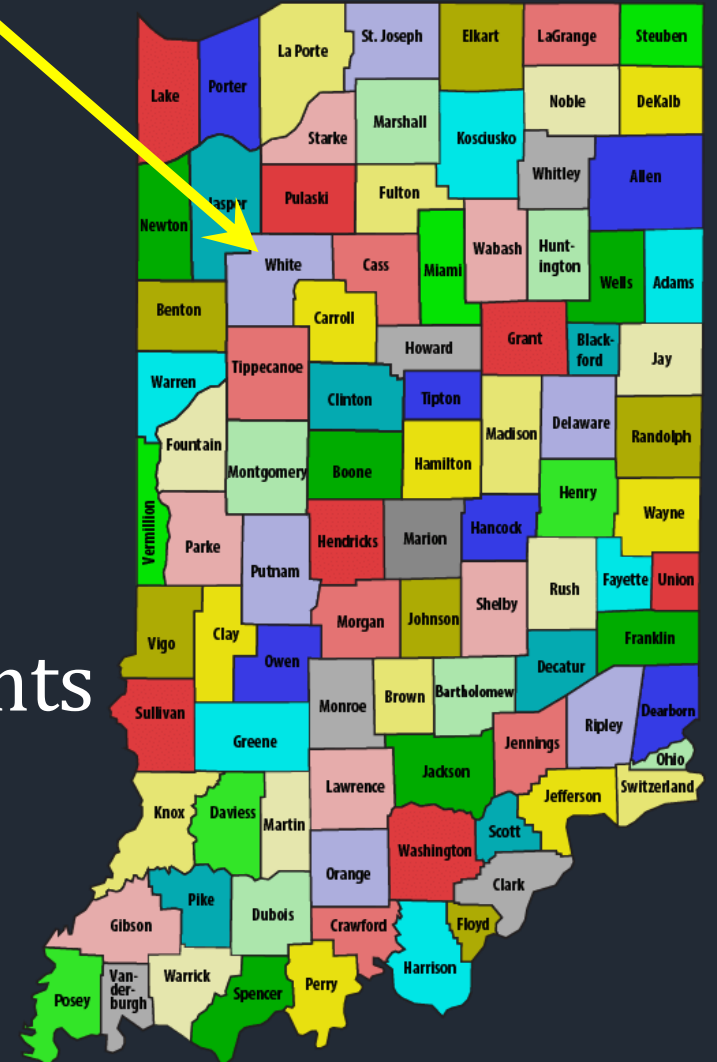 La Porte
St. Joseph
Elkart
LaGrange
Steuben
Lake
Porter
Noble
DeKalb
Starke
Marshall
Kosciusko
Whitley
Allen
Newton
Jasper
Pulaski
Fulton
Wabash
Hunt-
ington
White
Cass
Miami
Wells
Adams
Benton
Carroll
Howard
Grant
Black-
ford
Jay
Warren
Tippecanoe
Clinton
Tipton
Madison
Delaware
Randolph
Fountain
Montgomery
Boone
Hamilton
Henry
Wayne
Vermillion
Parke
Putnam
Hendricks
Marion
Hancock
Rush
Fayette
Union
Vigo
Clay
Owen
Morgan
Johnson
Shelby
Decatur
Franklin
nts
Sullivan
Greene
Monroe
Brown
Bartholomew
Jennings
Ripley
Dearborn
Ohio
Switzerland
Knox
Daviess
Martin
Lawrence
Jackson
Jefferson
Scott
Washington
Orange
Clark
Gibson
Pike
Dubois
Crawford
Harrison
Floyd
Posey
Van-
der-
burgh
Warrick
Spencer
Perry